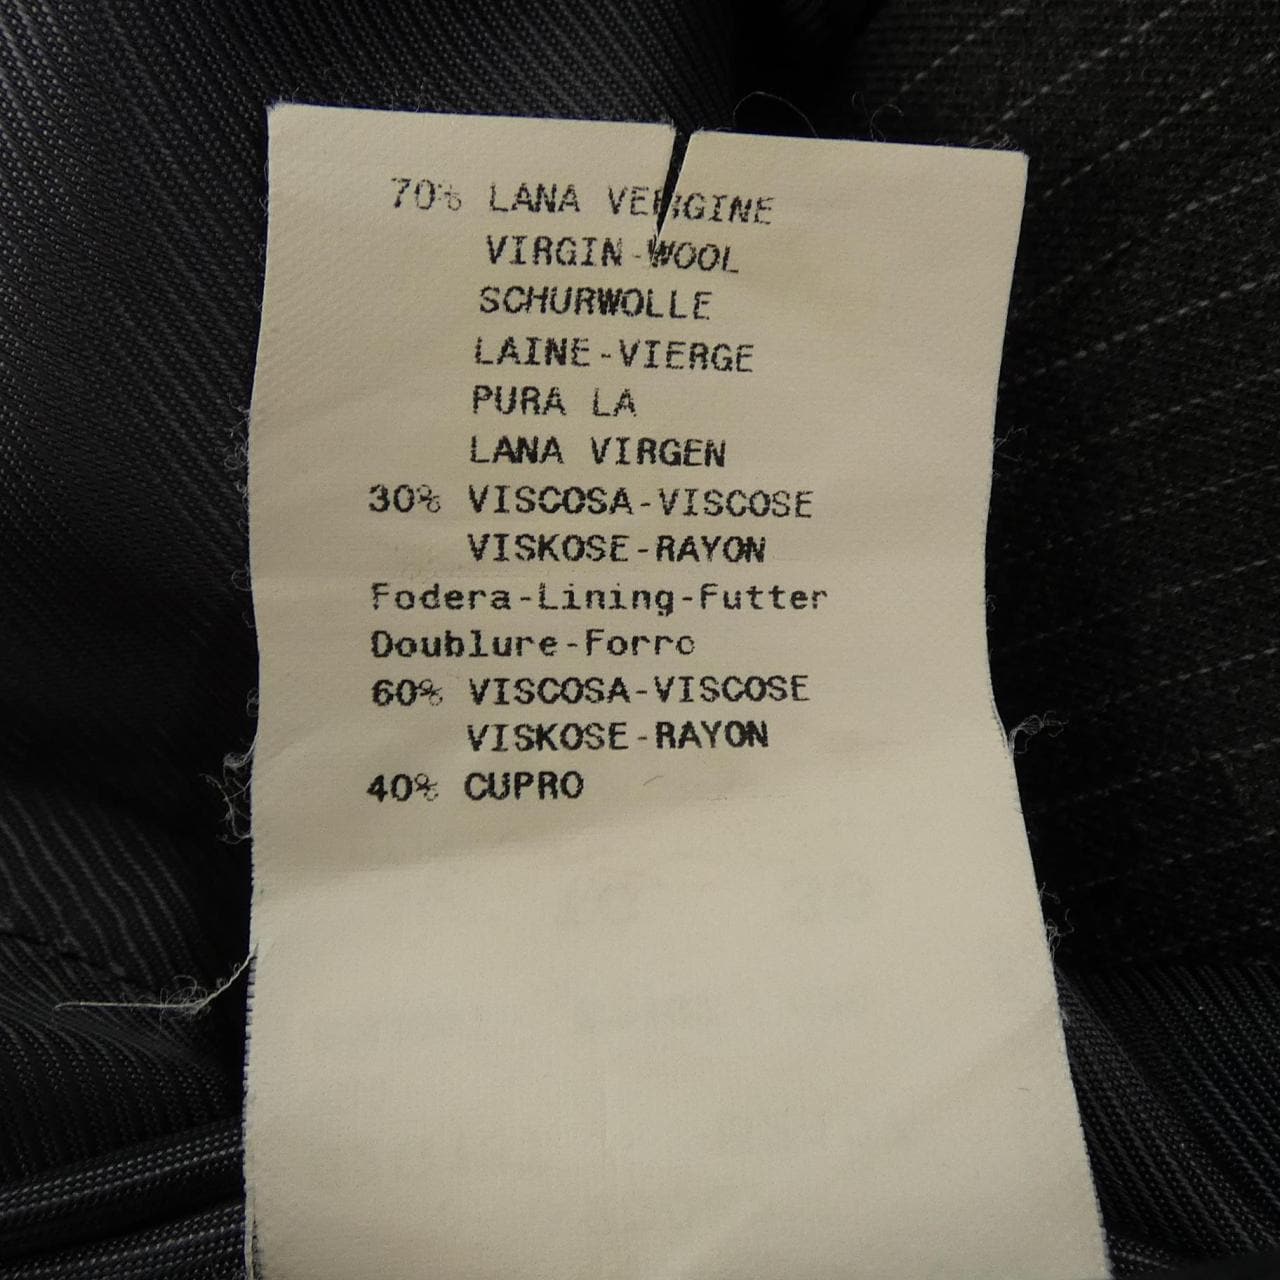 70% LANA VERGINE
VIRGIN-WOOL
SCHURWOLLE
LAINE-VIERGE
PURA LA
LANA VIRGEN
30% VISCOSA-VISCOSE
VISKOSE-RAYON
Fodera-Lining-Futter
Doublure-Forro
60% VISCOSA-VISCOSE
VISKOSE-RAYON
40% CUPRO